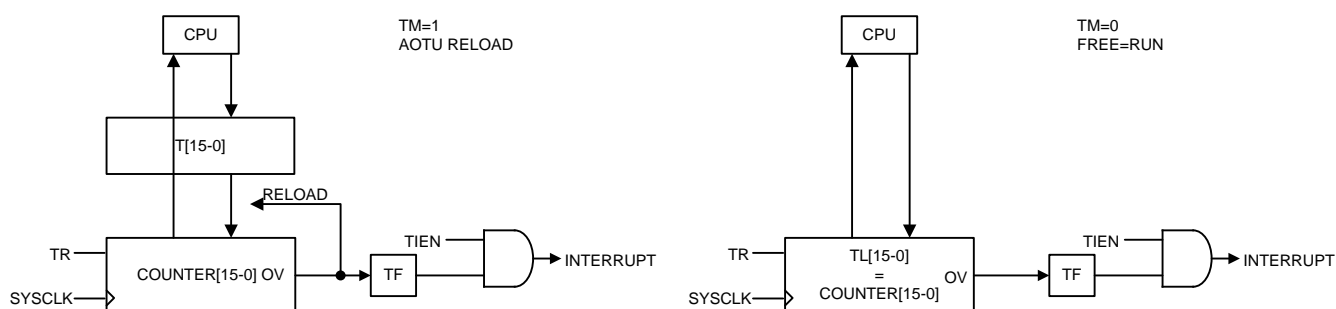 CPU
TM=1
AOTU RELOAD
T[15-0]
RELOAD
TR
SYSCLK
COUNTER[15-0] OV
TF
TIEN
INTERRUPT
CPU
TM=0
FREE=RUN
TR
SYSCLK
TL[15-0]
=
COUNTER[15-0]
OV
TF
TIEN
INTERRUPT